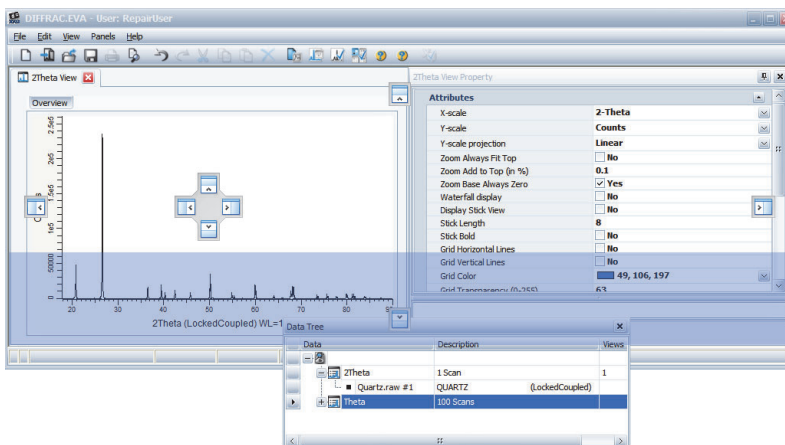 DIFFRAC.EVA - User: RepairUser
File Edit View Panels Help
2Theta View
2Theta View Property
Overview
Attributes
X-scale 2-Theta
Y-scale Counts
Y-scale projection Linear
Zoom Always Fit Top No
Zoom Add to Top (in %) 0.1
Zoom Base Always Zero Yes
Waterfall display No
Display Stick View No
Stick Length 8
Stick Bold No
Grid Horizontal Lines No
Grid Vertical Lines No
Grid Color 49, 106, 197
Grid Transparency (0-255) 63
2.5e5
2e5
1.5e5
1e5
50000
0
20 30 40 50 60 70 80
2Theta (LockedCoupled) WL=1
Data Tree
Data Description Views
2Theta 1 Scan 1
Quartz.raw #1 QUARTZ (LockedCoupled)
Theta 100 Scans